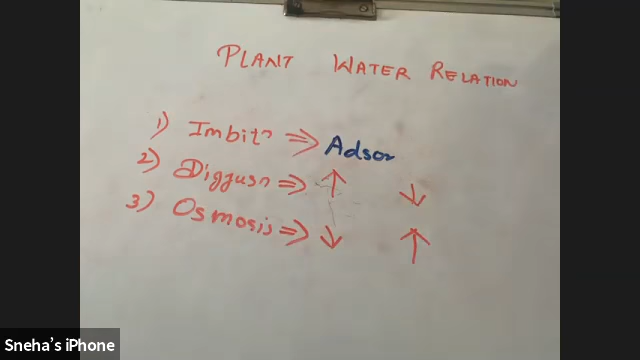 PLANT WATER RELATION
1) Imbitn ⇒ Adsor
2) Diffusn ⇒ ↑ ↓
3) Osmosis ⇒ ↓ ↑
Sneha's iPhone